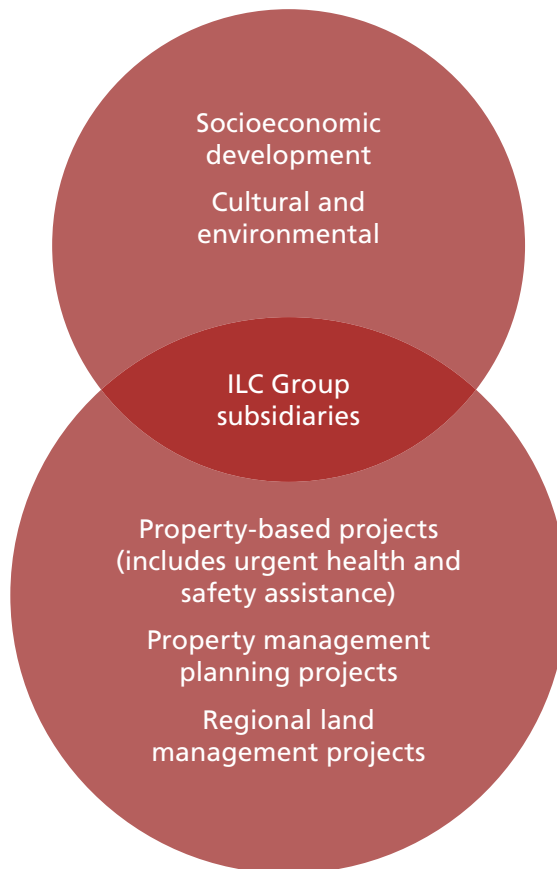 Socioeconomic
development
Cultural and
environmental
ILC Group
subsidiaries
Property-based projects
(includes urgent health and
safety assistance)
Property management
planning projects
Regional land
management projects